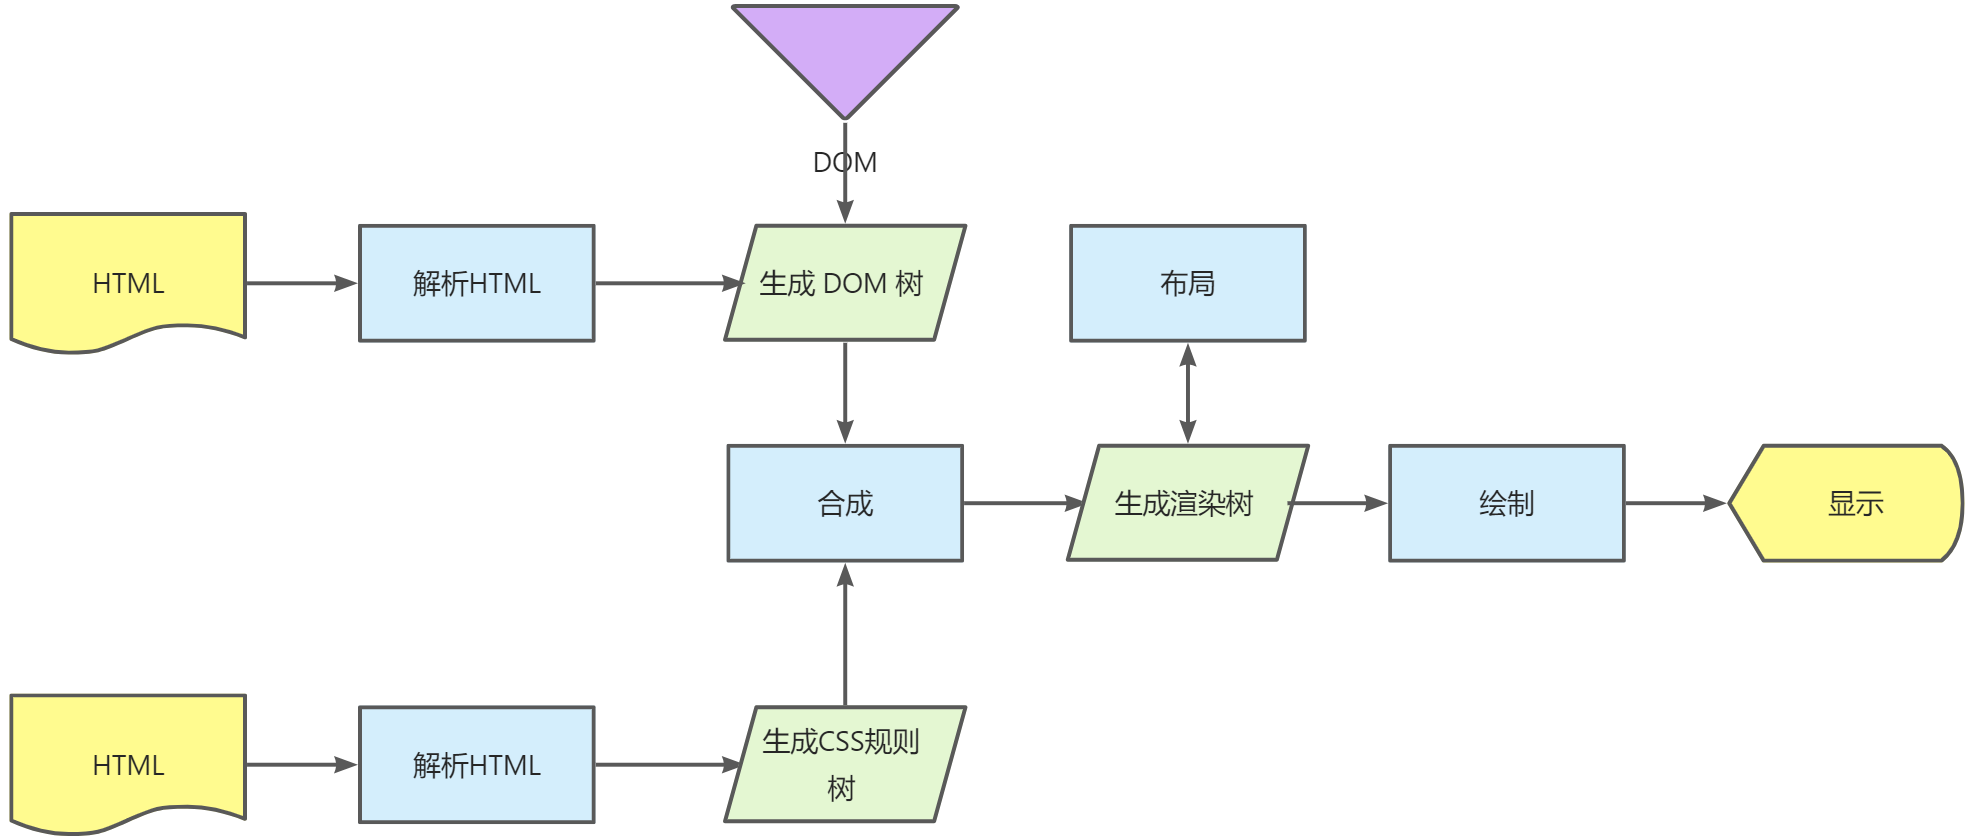 DOM
HTML
解析HTML
生成 DOM 树
布局
合成
生成渲染树
绘制
显示
HTML
解析HTML
生成CSS规则
树